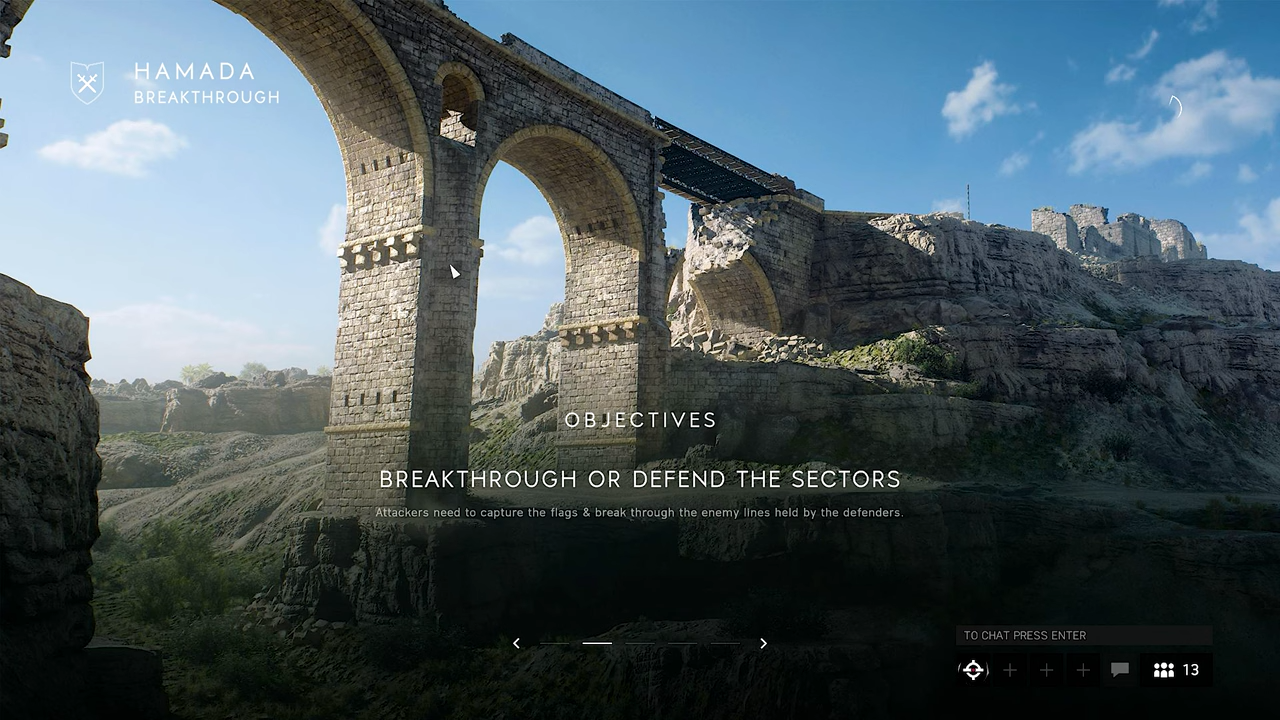 HAMADA
BREAKTHROUGH
OBJECTIVES
BREAKTHROUGH OR DEFEND THE SECTORS
Attackers need to capture the flags & break through the enemy lines held by the defenders.
TO CHAT PRESS ENTER
13